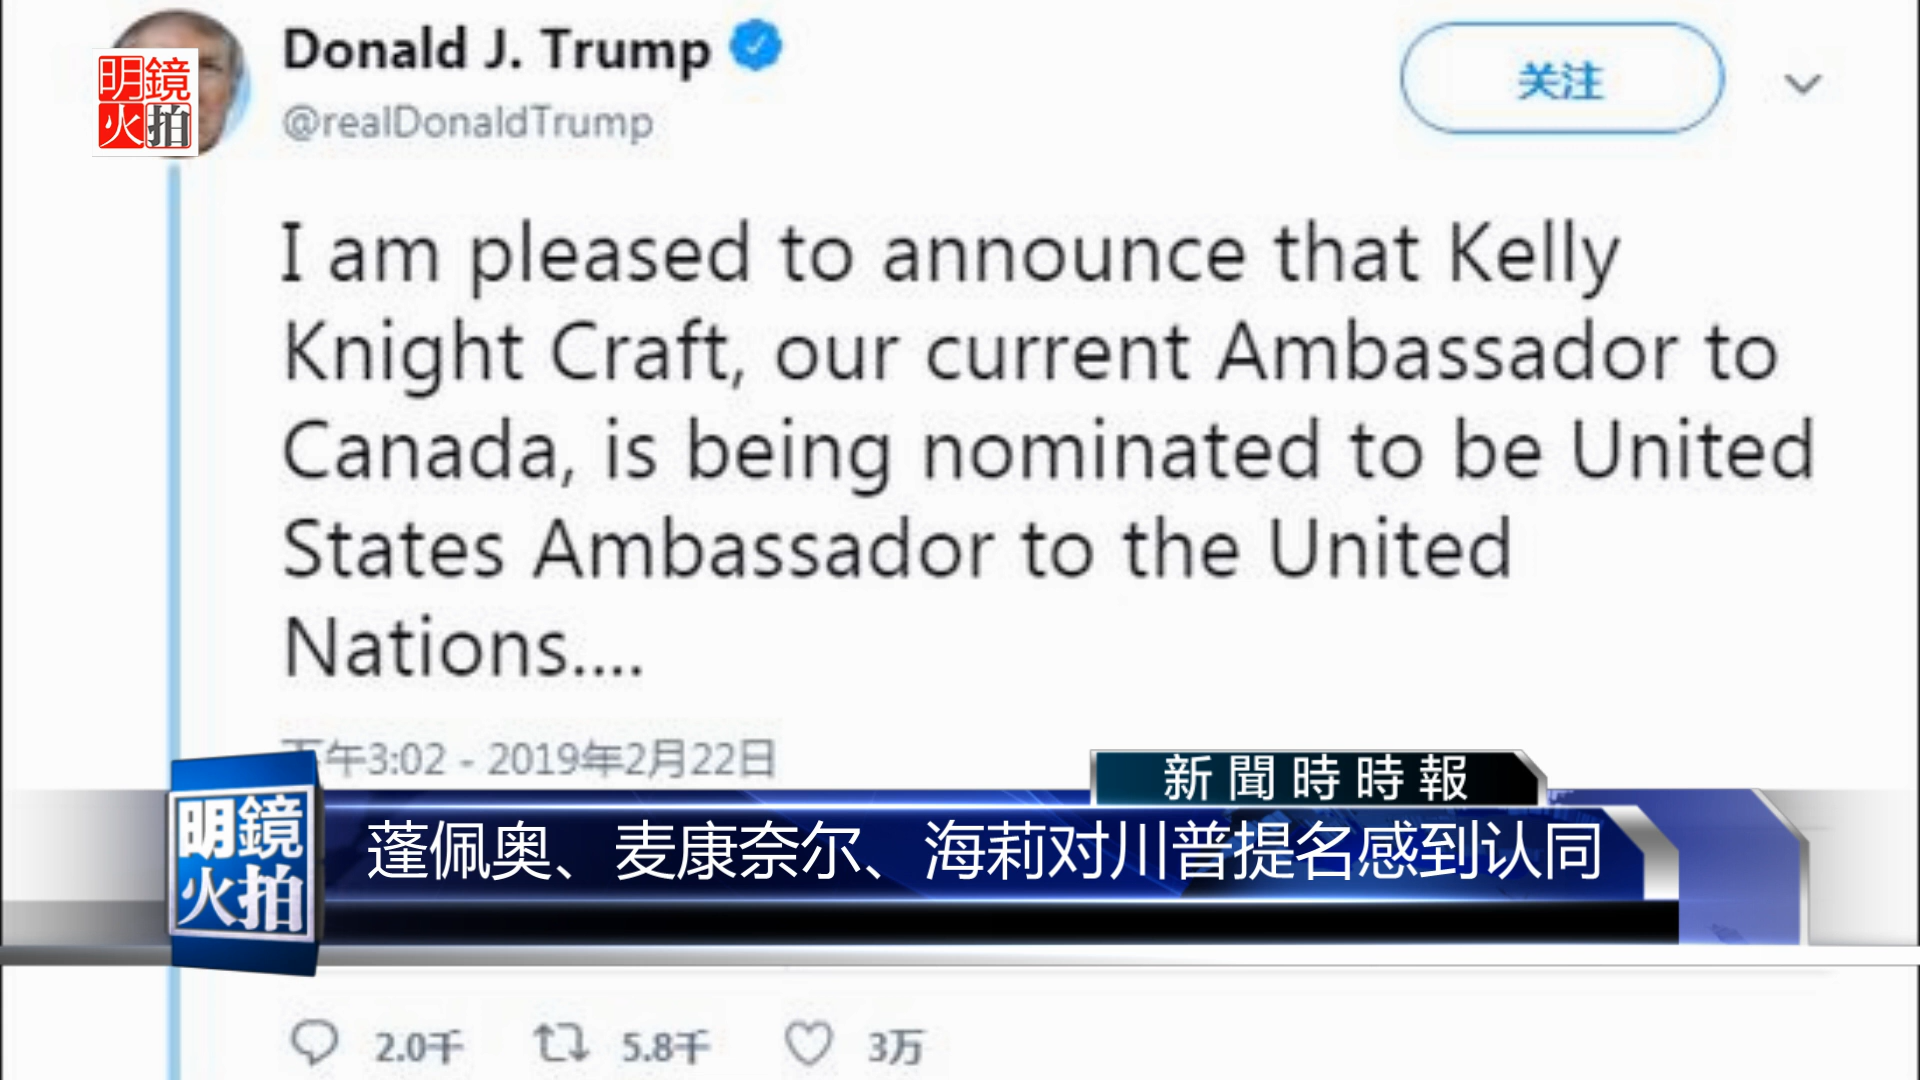 Donald J. Trump
@realDonaldTrump
关注
明鏡
火拍
I am pleased to announce that Kelly
Knight Craft, our current Ambassador to
Canada, is being nominated to be United
States Ambassador to the United
Nations....
下午3:02 - 2019年2月22日
新聞時時報
明鏡
火拍
蓬佩奥、麦康奈尔、海莉对川普提名感到认同
2.0千
5.8千
3万